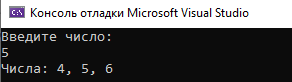 Консоль отладки Microsoft Visual Studio
Введите число:
5
Числа: 4, 5, 6